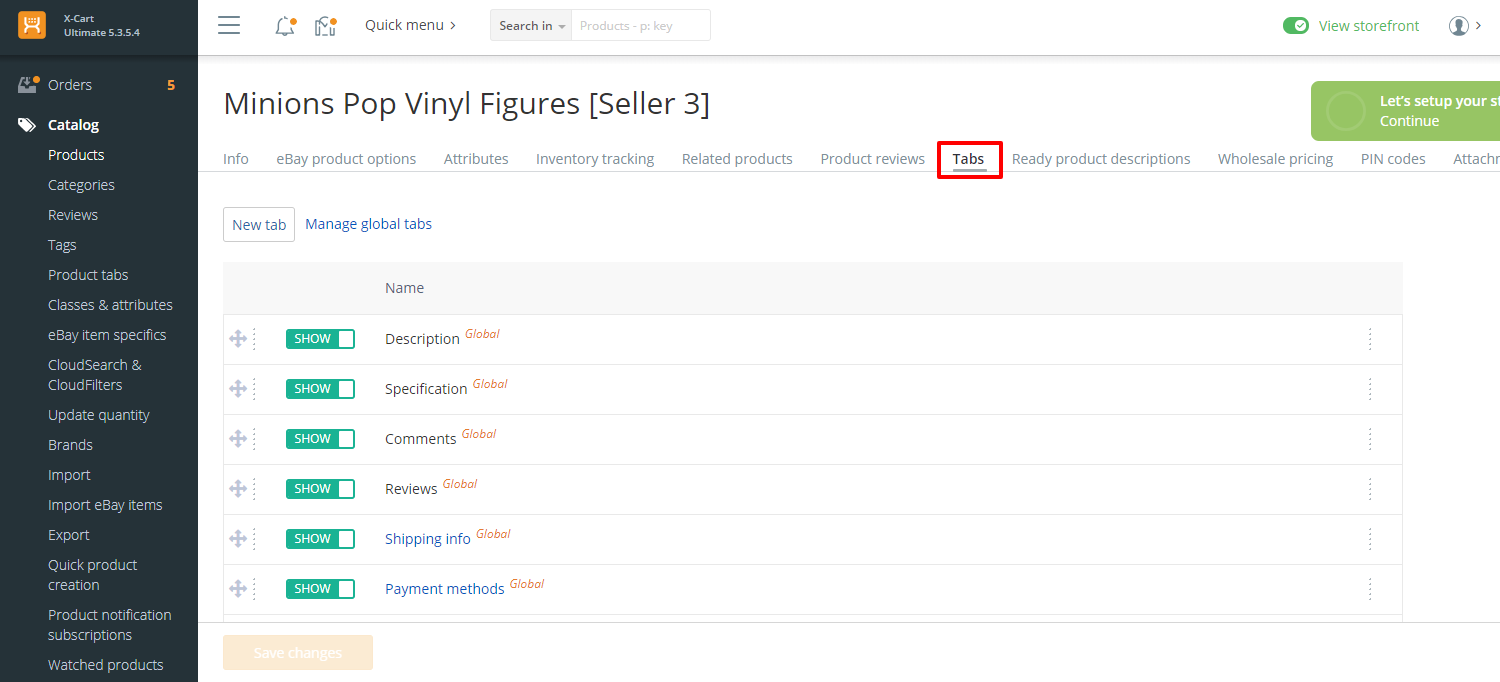 X-Cart
Ultimate 5.3.5.4
Quick menu
Search in
Products - p: key
View storefront
Orders 5
Catalog
Products
Categories
Reviews
Tags
Product tabs
Classes & attributes
eBay item specifics
CloudSearch &
CloudFilters
Update quantity
Brands
Import
Import eBay items
Export
Quick product
creation
Product notification
subscriptions
Watched products
Minions Pop Vinyl Figures [Seller 3]
Let's setup your st
Continue
Info eBay product options Attributes Inventory tracking Related products Product reviews Tabs Ready product descriptions Wholesale pricing PIN codes Attachm
New tab Manage global tabs
Name
SHOW Description Global
SHOW Specification Global
SHOW Comments Global
SHOW Reviews Global
SHOW Shipping info Global
SHOW Payment methods Global
Save changes